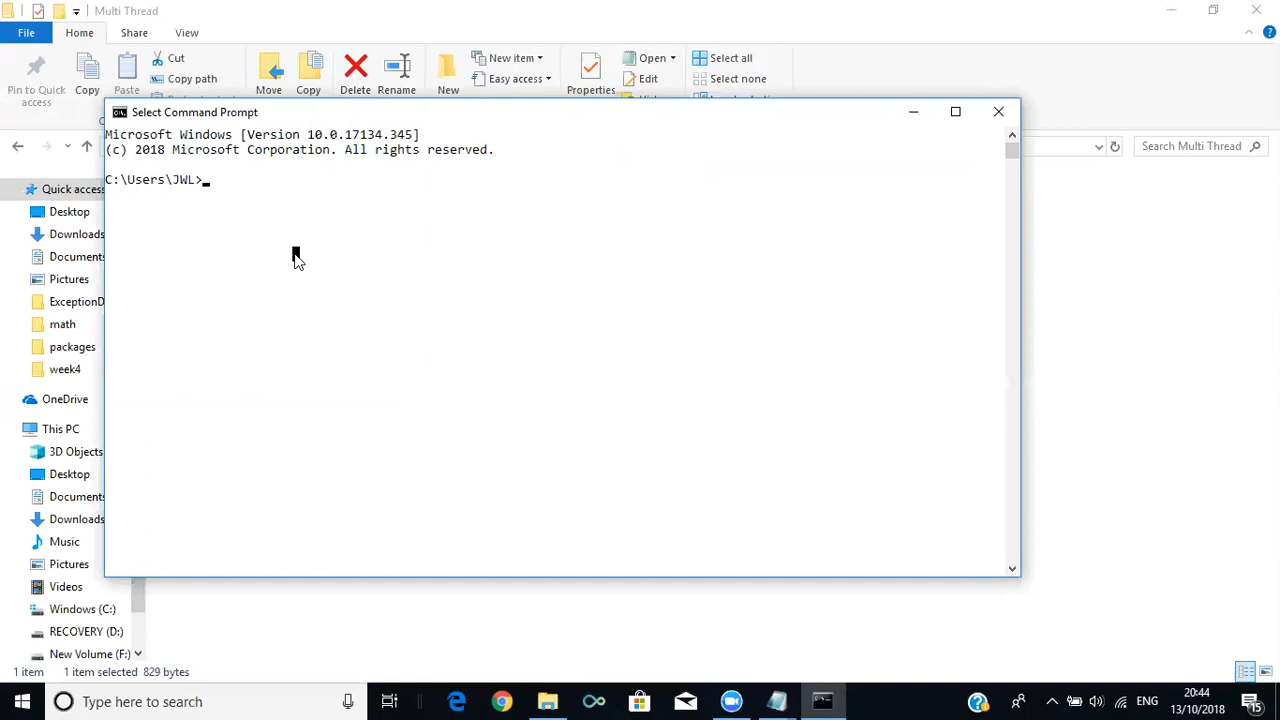 Multi Thread
File
Home
Share
View
Pin to Quick access
Copy
Paste
Cut
Copy path
Move
Copy
Delete
Rename
New
New item
Easy access
Properties
Open
Edit
Select all
Select none
Select Command Prompt
Microsoft Windows [Version 10.0.17134.345]
(c) 2018 Microsoft Corporation. All rights reserved.
C:\Users\JWL>
Search Multi Thread
Quick access
Desktop
Downloads
Documents
Pictures
ExceptionD
math
packages
week4
OneDrive
This PC
3D Objects
Desktop
Documents
Downloads
Music
Pictures
Videos
Windows (C:)
RECOVERY (D:)
New Volume (F:)
1 item
1 item selected 829 bytes
Type here to search
ENG
20:44
13/10/2018
15